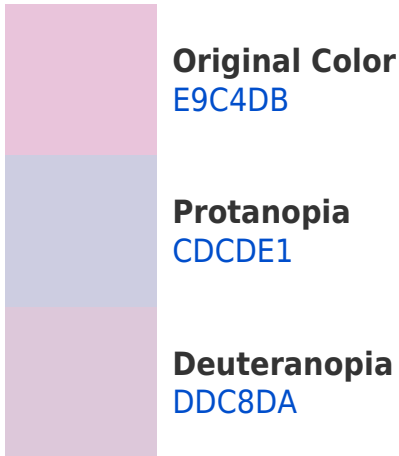 Original Color
E9C4DB
Protanopia
CDCDE1
Deuteranopia
DDC8DA